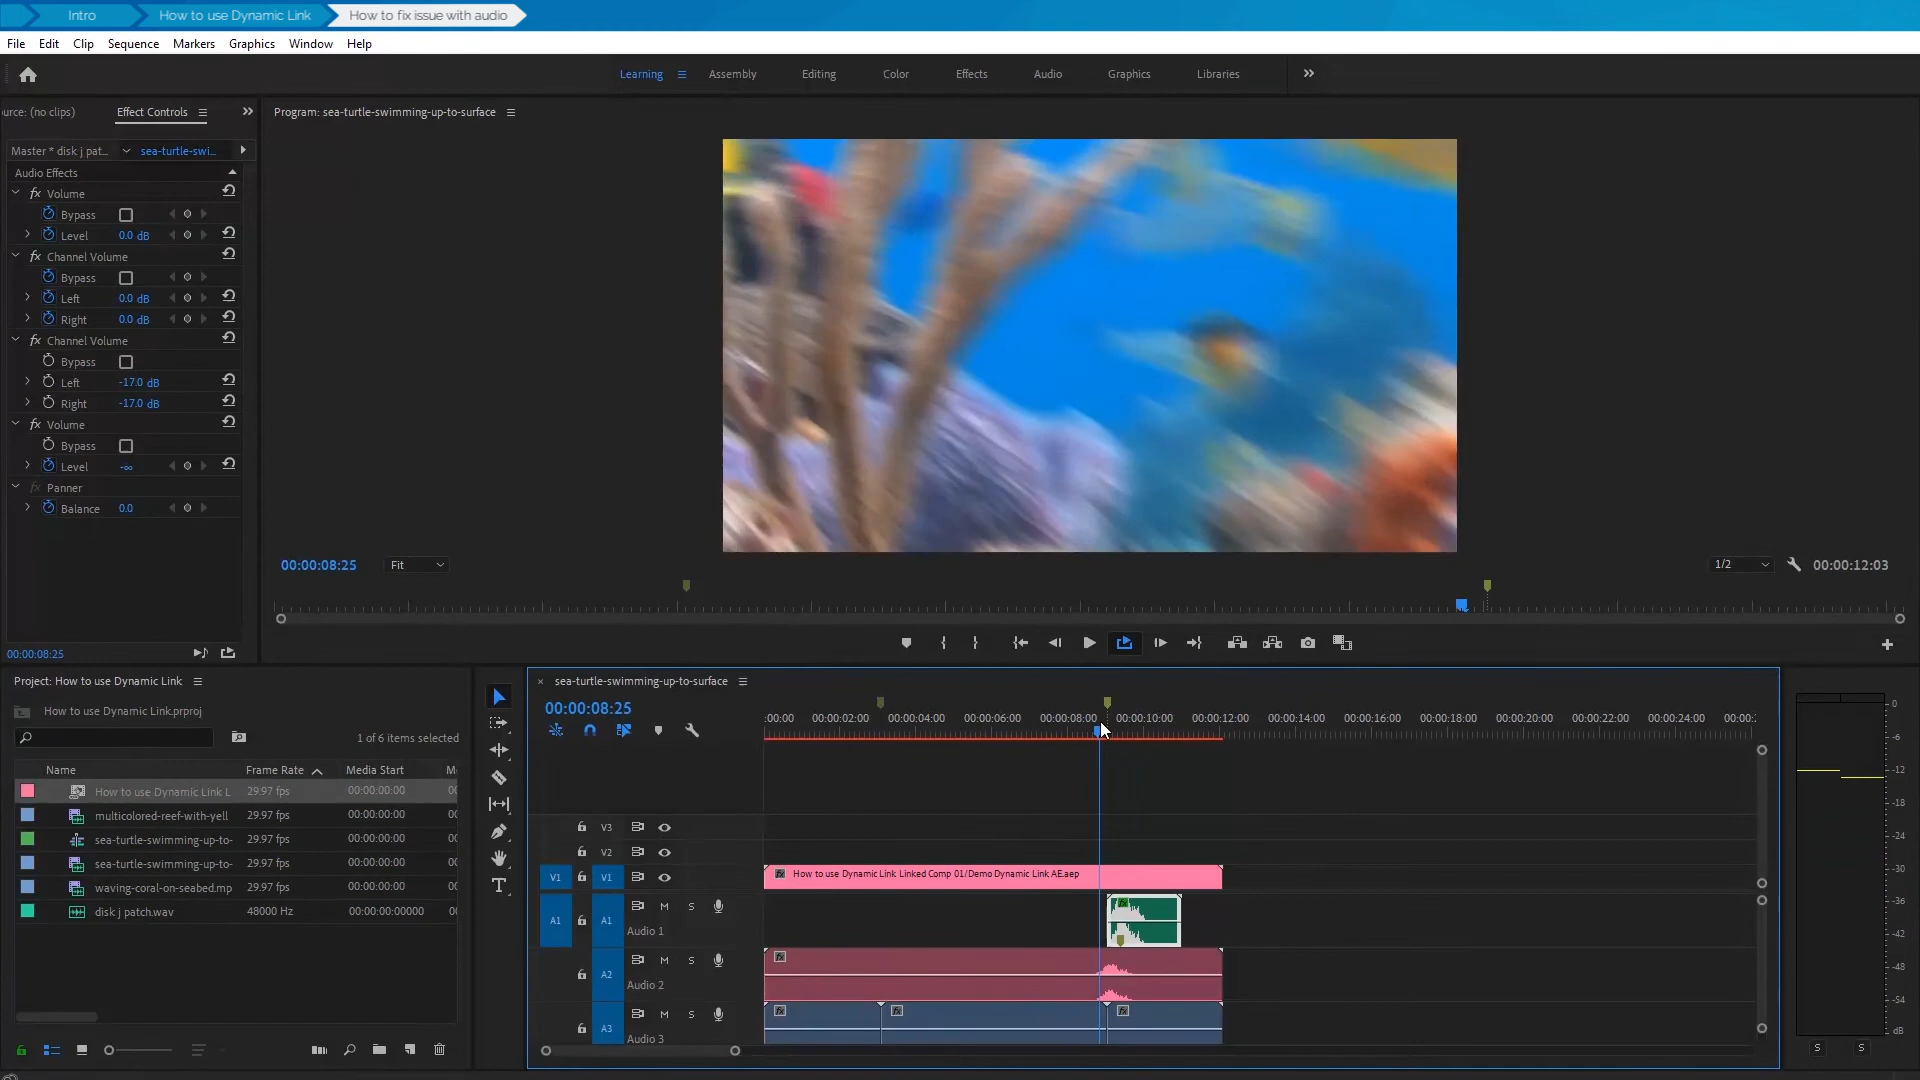 Intro How to use Dynamic Link How to fix issue with audio
File Edit Clip Sequence Markers Graphics Window Help
Learning Assembly Editing Color Effects Audio Graphics Libraries
urce: (no clips) Effect Controls Program: sea-turtle-swimming-up-to-surface
Master * disk j pat... sea-turtle-swi...
Audio Effects
fx Volume
Bypass
Level 0.0 dB
fx Channel Volume
Bypass
Left 0.0 dB
Right 0.0 dB
fx Channel Volume
Bypass
Left -17.0 dB
Right -17.0 dB
fx Volume
Bypass
Level -∞
fx Panner
Balance 0.0
00:00:08:25
00:00:08:25 Fit 1/2 00:00:12:03
Project: How to use Dynamic Link
How to use Dynamic Link.prproj
1 of 6 items selected
Name Frame Rate Media Start M
How to use Dynamic Link L 29.97 fps 00:00:00:00 00
multicolored-reef-with-yell 29.97 fps 00:00:00:00 00
sea-turtle-swimming-up-to- 29.97 fps 00:00:00:00 00
sea-turtle-swimming-up-to- 29.97 fps 00:00:00:00 00
waving-coral-on-seabed.mp 29.97 fps 00:00:00:00 00
disk j patch.wav 48000 Hz 00:00:00:00000 00
sea-turtle-swimming-up-to-surface
00:00:08:25
:00:00 00:00:02:00 00:00:04:00 00:00:06:00 00:00:08:00 00:00:10:00 00:00:12:00 00:00:14:00 00:00:16:00 00:00:18:00 00:00:20:00 00:00:22:00 00:00:24:00 00:00:
V3
V2
V1 V1 fx How to use Dynamic Link Linked Comp 01/Demo Dynamic Link AE.aep
A1 A1 M S fx
Audio 1
A2 M S fx
Audio 2
A3 M S fx fx fx
Audio 3
0
-6
-12
-18
-24
-30
-36
-42
-48
-54
dB
S S